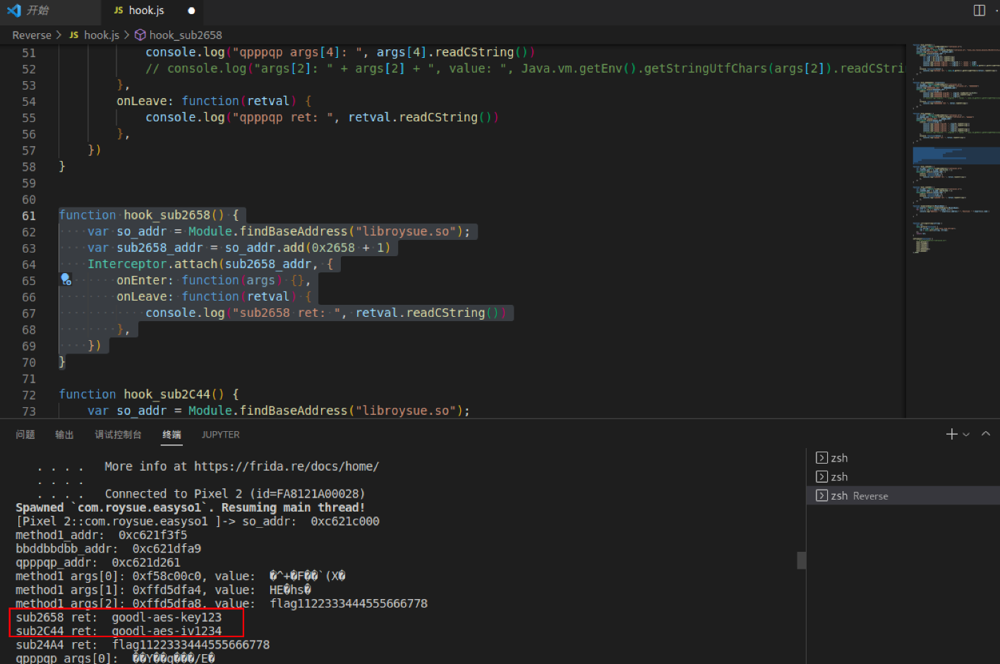 开始
JS hook.js
Reverse > JS hook.js > hook_sub2658
51 console.log("qpppqp args[4]: ", args[4].readCString())
52 // console.log("args[2]: " + args[2] + ", value: ", Java.vm.getEnv().getStringUtfChars(args[2]).readCStri
53 },
54 onLeave: function(retval) {
55 console.log("qpppqp ret: ", retval.readCString())
56 },
57 })
58 }
59
60
61 function hook_sub2658() {
62 var so_addr = Module.findBaseAddress("libroysue.so");
63 var sub2658_addr = so_addr.add(0x2658 + 1)
64 Interceptor.attach(sub2658_addr, {
65 onEnter: function(args) {},
66 onLeave: function(retval) {
67 console.log("sub2658 ret: ", retval.readCString())
68 },
69 })
70 }
71
72 function hook_sub2C44() {
73 var so_addr = Module.findBaseAddress("libroysue.so");
问题 输出 调试控制台 终端 JUPYTER
. . . . More info at https://frida.re/docs/home/
. . . .
. . . . Connected to Pixel 2 (id=FA8121A00028)
Spawned `com.roysue.easyso1`. Resuming main thread!
[Pixel 2::com.roysue.easyso1 ]-> so_addr: 0xc621c000
method1_addr: 0xc621f3f5
bbddbbdbb_addr: 0xc621dfa9
qpppqp_addr: 0xc621d261
method1 args[0]: 0xf58c00c0, value: �^+�F��`(X�
method1 args[1]: 0xffd5dfa4, value: HE�hs�
method1 args[2]: 0xffd5dfa8, value: flag1122333444555666778
sub2658 ret: goodl-aes-key123
sub2C44 ret: goodl-aes-iv1234
sub24A4 ret: flag1122333444555666778
qpppqp args[0]: ��Y��q���/E�
zsh
zsh
zsh Reverse